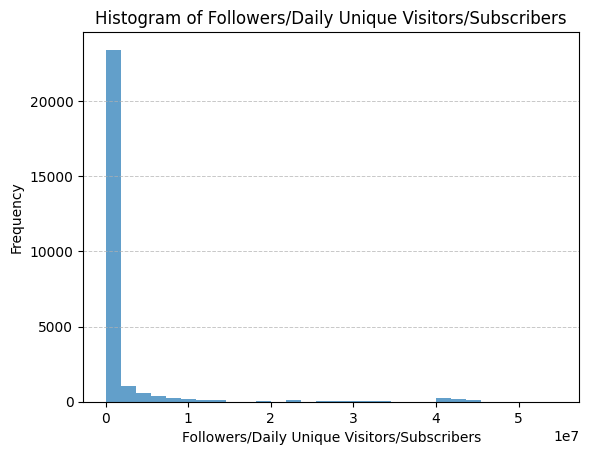 Histogram of Followers/Daily Unique Visitors/Subscribers
Frequency
20000
15000
10000
5000
0
0 1 2 3 4 5
1e7
Followers/Daily Unique Visitors/Subscribers